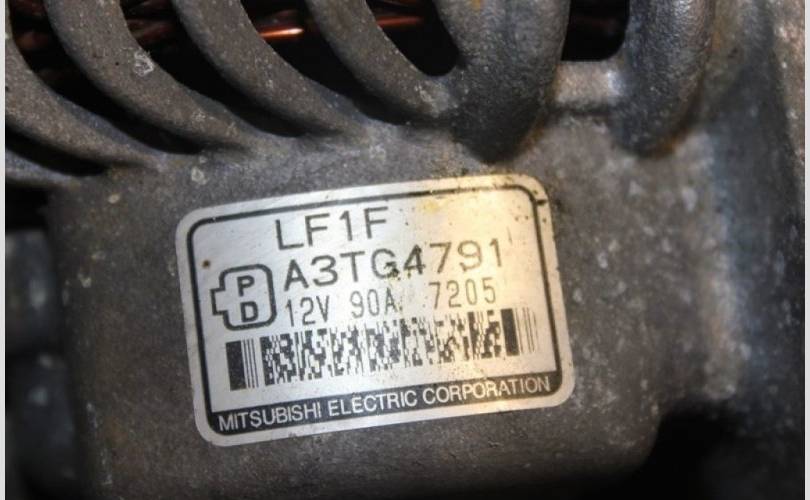 LF1F
A3TG4791
P
D
12V 90A 7205
MITSUBISHI ELECTRIC CORPORATION